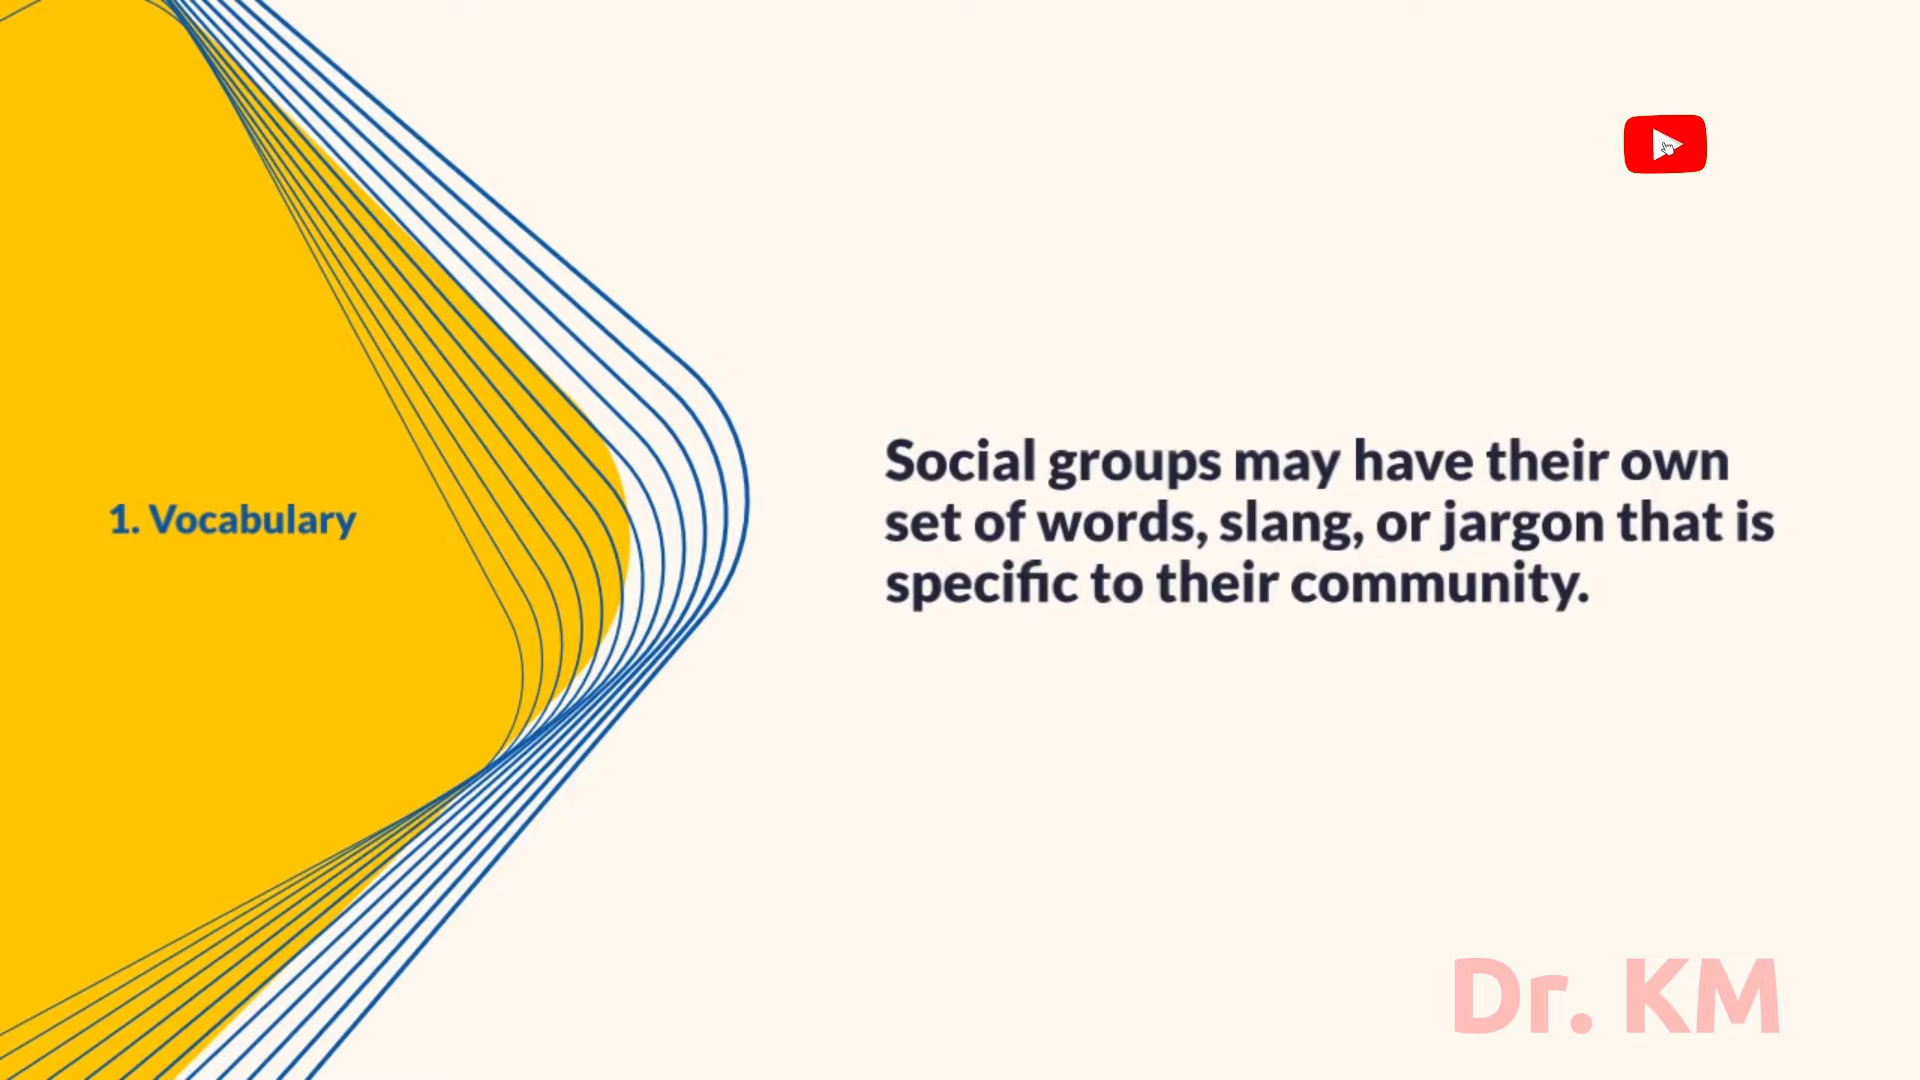 1. Vocabulary
Social groups may have their own
set of words, slang, or jargon that is
specific to their community.
Dr. KM